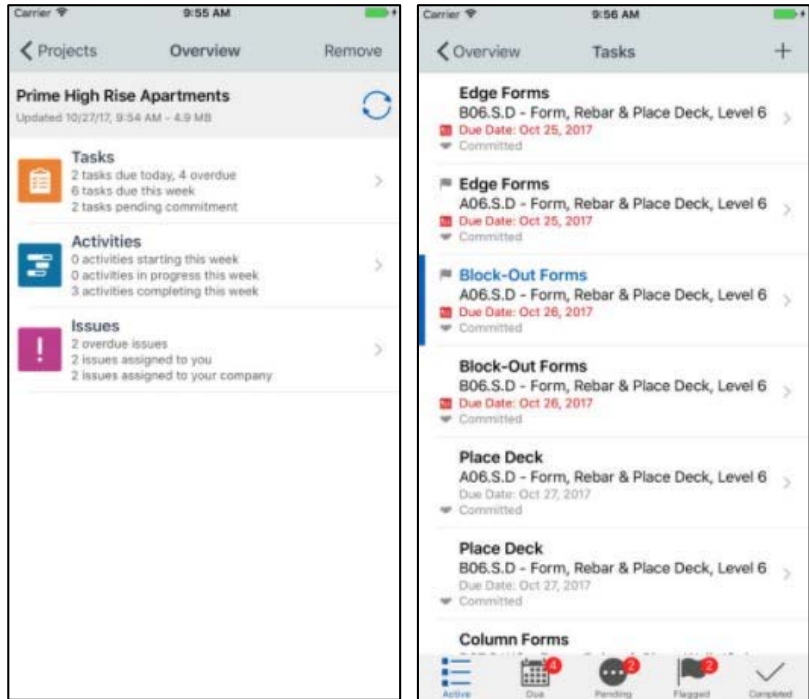 Carrier 9:55 AM
Projects Overview Remove
Prime High Rise Apartments
Updated 10/27/17, 9:54 AM - 4.9 MB
Tasks
2 tasks due today, 4 overdue
6 tasks due this week
2 tasks pending commitment
Activities
0 activities starting this week
0 activities in progress this week
3 activities completing this week
Issues
2 overdue issues
2 issues assigned to you
2 issues assigned to your company
Carrier 9:56 AM
Overview Tasks +
Edge Forms
B06.S.D - Form, Rebar & Place Deck, Level 6
Due Date: Oct 25, 2017
Committed
Edge Forms
A06.S.D - Form, Rebar & Place Deck, Level 6
Due Date: Oct 25, 2017
Committed
Block-Out Forms
A06.S.D - Form, Rebar & Place Deck, Level 6
Due Date: Oct 26, 2017
Committed
Block-Out Forms
B06.S.D - Form, Rebar & Place Deck, Level 6
Due Date: Oct 26, 2017
Committed
Place Deck
A06.S.D - Form, Rebar & Place Deck, Level 6
Due Date: Oct 27, 2017
Committed
Place Deck
B06.S.D - Form, Rebar & Place Deck, Level 6
Due Date: Oct 27, 2017
Committed
Column Forms
4 2 2
Active Due Pending Flagged Completed